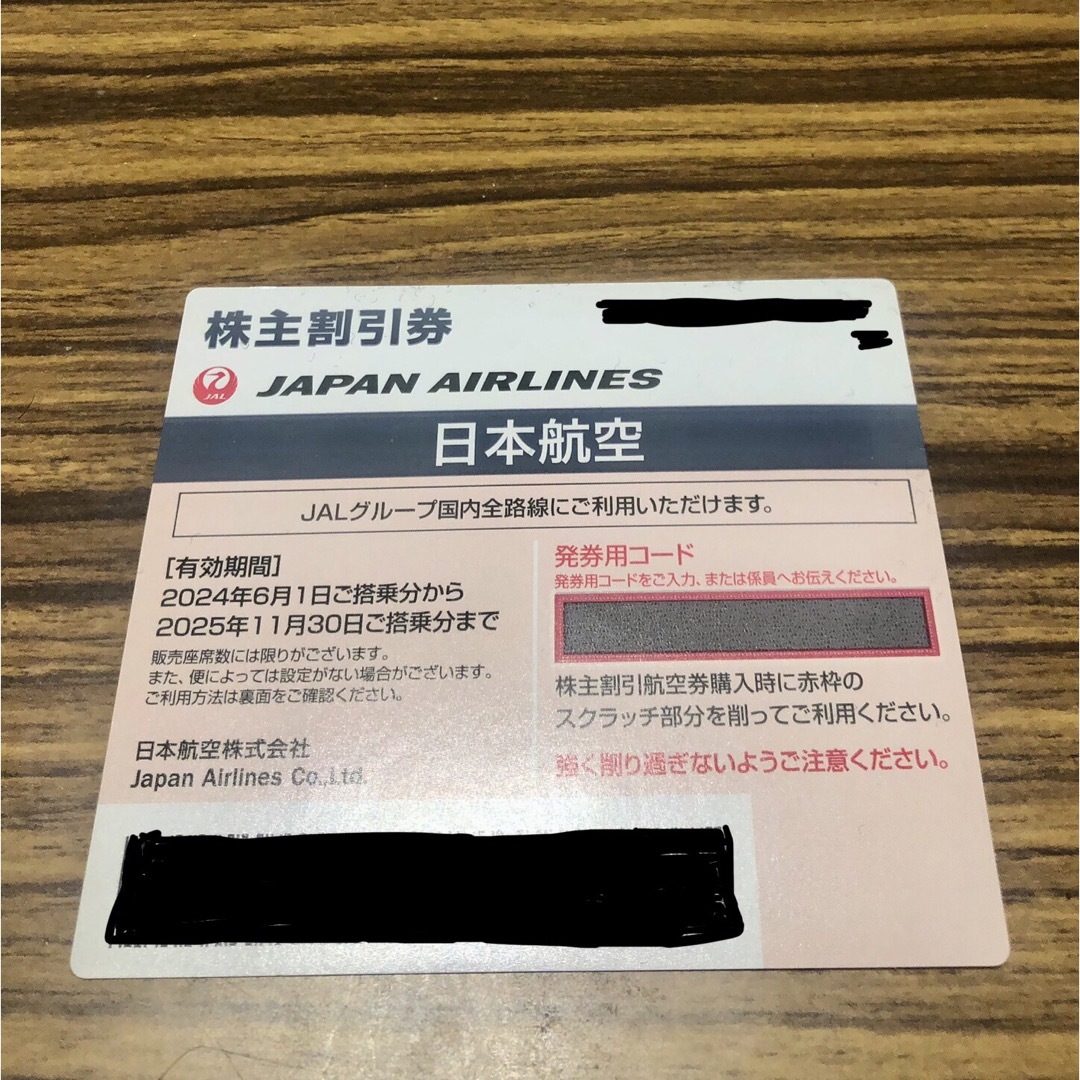 株主割引券
JAL
JAPAN AIRLINES
日本航空
JALグループ国内全路線にご利用いただけます。
[有効期間]
2024年6月1日ご搭乗分から
2025年11月30日ご搭乗分まで
販売座席数には限りがございます。
また、便によっては設定がない場合がございます。
ご利用方法は裏面をご確認ください。
日本航空株式会社
Japan Airlines Co.,Ltd.
発券用コード
発券用コードをご入力、または係員へお伝えください。
株主割引航空券購入時に赤枠の
スクラッチ部分を削ってご利用ください。
強く削り過ぎないようご注意ください。